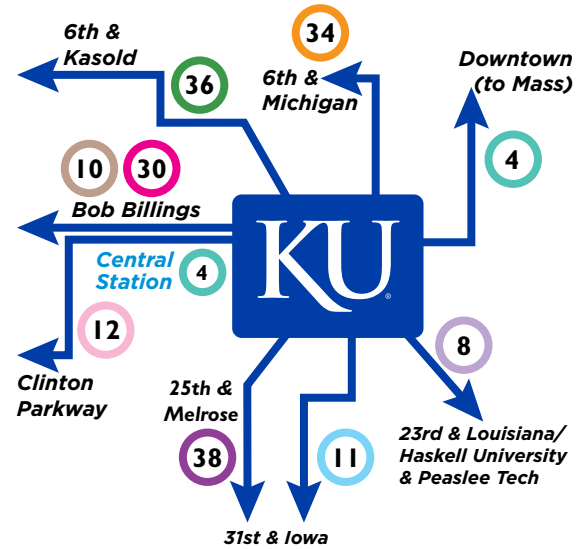 6th &
Kasold
36
34
6th &
Michigan
Downtown
(to Mass)
4
10 30
Bob Billings
Central
Station
4
12
Clinton
Parkway
KU®
8
25th &
Melrose
38
11
23rd & Louisiana/
Haskell University
& Peaslee Tech
31st & Iowa